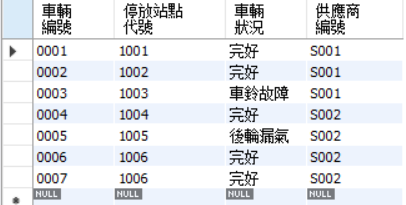 車輛編號 停放站點代號 車輛狀況 供應商編號
0001 1001 完好 S001
0002 1002 完好 S001
0003 1003 車鈴故障 S001
0004 1004 完好 S002
0005 1005 後輪漏氣 S002
0006 1006 完好 S002
0007 1006 完好 S002
NULL NULL NULL NULL